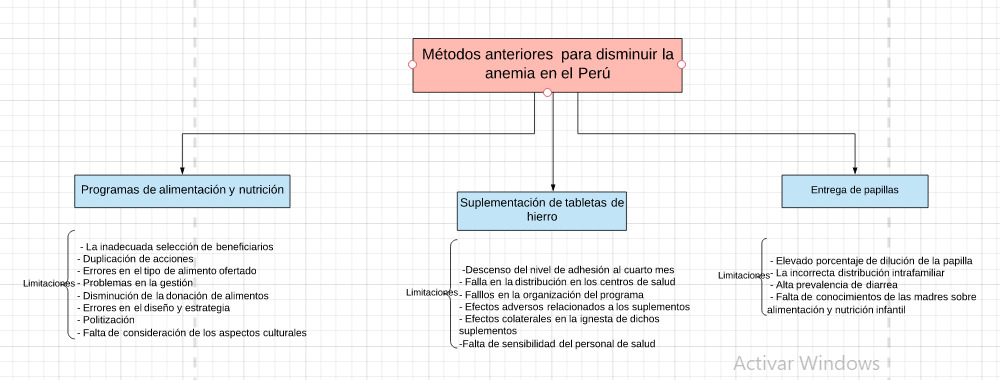 Métodos anteriores para disminuir la
anemia en el Perú
Programas de alimentación y nutrición
Limitaciones
- La inadecuada selección de beneficiarios
- Duplicación de acciones
- Errores en el tipo de alimento ofertado
- Problemas en la gestión
- Disminución de la donación de alimentos
- Errores en el diseño y estrategia
- Politización
- Falta de consideración de los aspectos culturales
Suplementación de tabletas de
hierro
Limitaciones
-Descenso del nivel de adhesión al cuarto mes
- Falla en la distribución en los centros de salud
- Falllos en la organización del programa
- Efectos adversos relacionados a los suplementos
- Efectos colaterales en la ignesta de dichos
suplementos
-Falta de sensibilidad del personal de salud
Entrega de papillas
Limitaciones
- Elevado porcentaje de dilución de la papilla
- La incorrecta distribución intrafamiliar
- Alta prevalencia de diarrea
- Falta de conocimientos de las madres sobre
alimentación y nutrición infantil
Activar Windows